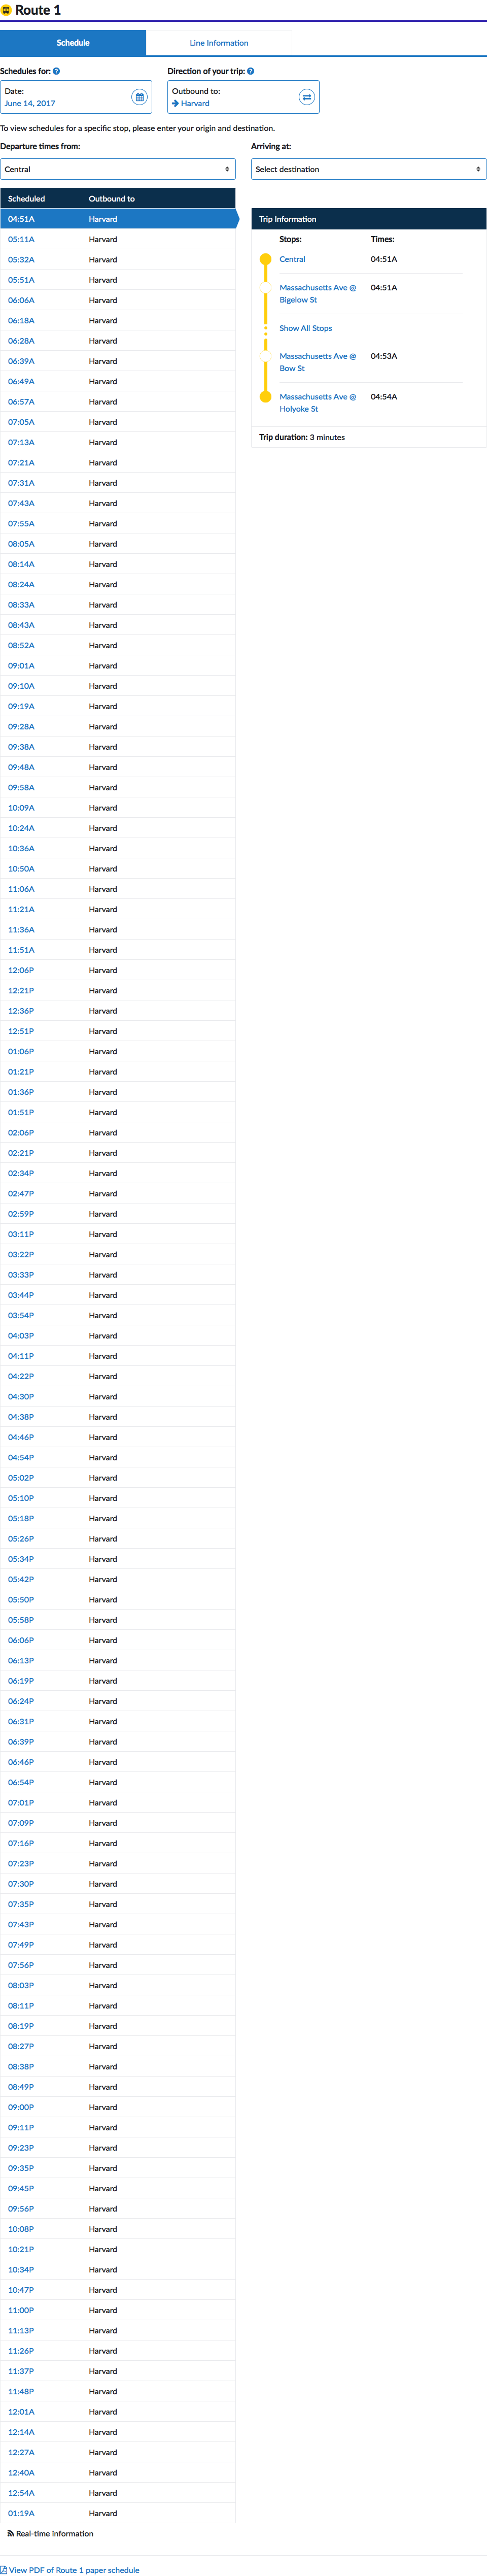 Route 1
Schedule
Line Information
Schedules for:
Direction of your trip:
Date:
June 14, 2017
Outbound to:
Harvard
To view schedules for a specific stop, please enter your origin and destination.
Departure times from:
Arriving at:
Central
Select destination
Scheduled Outbound to
04:51A Harvard
05:11A Harvard
05:32A Harvard
05:51A Harvard
06:06A Harvard
06:18A Harvard
06:28A Harvard
06:39A Harvard
06:49A Harvard
06:57A Harvard
07:05A Harvard
07:13A Harvard
07:21A Harvard
07:31A Harvard
07:43A Harvard
07:55A Harvard
08:05A Harvard
08:14A Harvard
08:24A Harvard
08:33A Harvard
08:43A Harvard
08:52A Harvard
09:01A Harvard
09:10A Harvard
09:19A Harvard
09:28A Harvard
09:38A Harvard
09:48A Harvard
09:58A Harvard
10:09A Harvard
10:24A Harvard
10:36A Harvard
10:50A Harvard
11:06A Harvard
11:21A Harvard
11:36A Harvard
11:51A Harvard
12:06P Harvard
12:21P Harvard
12:36P Harvard
12:51P Harvard
01:06P Harvard
01:21P Harvard
01:36P Harvard
01:51P Harvard
02:06P Harvard
02:21P Harvard
02:34P Harvard
02:47P Harvard
02:59P Harvard
03:11P Harvard
03:22P Harvard
03:33P Harvard
03:44P Harvard
03:54P Harvard
04:03P Harvard
04:11P Harvard
04:22P Harvard
04:30P Harvard
04:38P Harvard
04:46P Harvard
04:54P Harvard
05:02P Harvard
05:10P Harvard
05:18P Harvard
05:26P Harvard
05:34P Harvard
05:42P Harvard
05:50P Harvard
05:58P Harvard
06:06P Harvard
06:13P Harvard
06:19P Harvard
06:24P Harvard
06:31P Harvard
06:39P Harvard
06:46P Harvard
06:54P Harvard
07:01P Harvard
07:09P Harvard
07:16P Harvard
07:23P Harvard
07:30P Harvard
07:35P Harvard
07:43P Harvard
07:49P Harvard
07:56P Harvard
08:03P Harvard
08:11P Harvard
08:19P Harvard
08:27P Harvard
08:38P Harvard
08:49P Harvard
09:00P Harvard
09:11P Harvard
09:23P Harvard
09:35P Harvard
09:45P Harvard
09:56P Harvard
10:08P Harvard
10:21P Harvard
10:34P Harvard
10:47P Harvard
11:00P Harvard
11:13P Harvard
11:26P Harvard
11:37P Harvard
11:48P Harvard
12:01A Harvard
12:14A Harvard
12:27A Harvard
12:40A Harvard
12:54A Harvard
01:19A Harvard
Trip Information
Stops: Times:
Central 04:51A
Massachusetts Ave @ 04:51A
Bigelow St
Show All Stops
Massachusetts Ave @ 04:53A
Bow St
Massachusetts Ave @ 04:54A
Holyoke St
Trip duration: 3 minutes
Real-time information
View PDF of Route 1 paper schedule